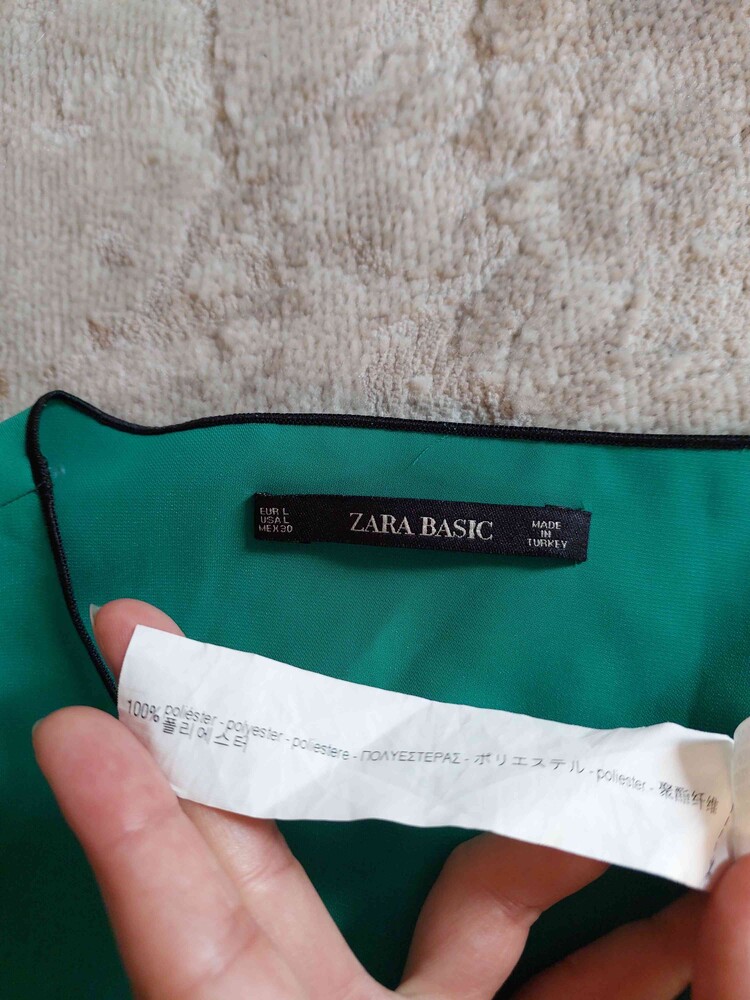 EUR L
USA L
MEX 30
ZARA BASIC
MADE
IN
TURKEY
100% poliéster - polyester - poliestere - ΠΟΛΥΕΣΤΕΡΑΣ - ポリエステル - poliester - 聚酯纤维
폴리에스터